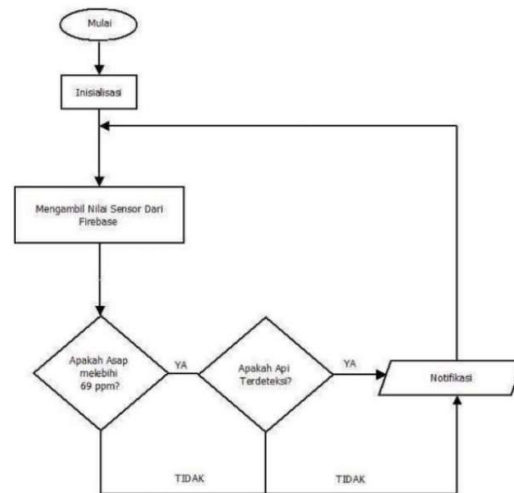 Mulai
Inisialisasi
Mengambil Nilai Sensor Dari
Firebase
Apakah Asap
melebihi
69 ppm?
YA
Apakah Api
Terdeteksi?
YA
Notifikasi
TIDAK
TIDAK